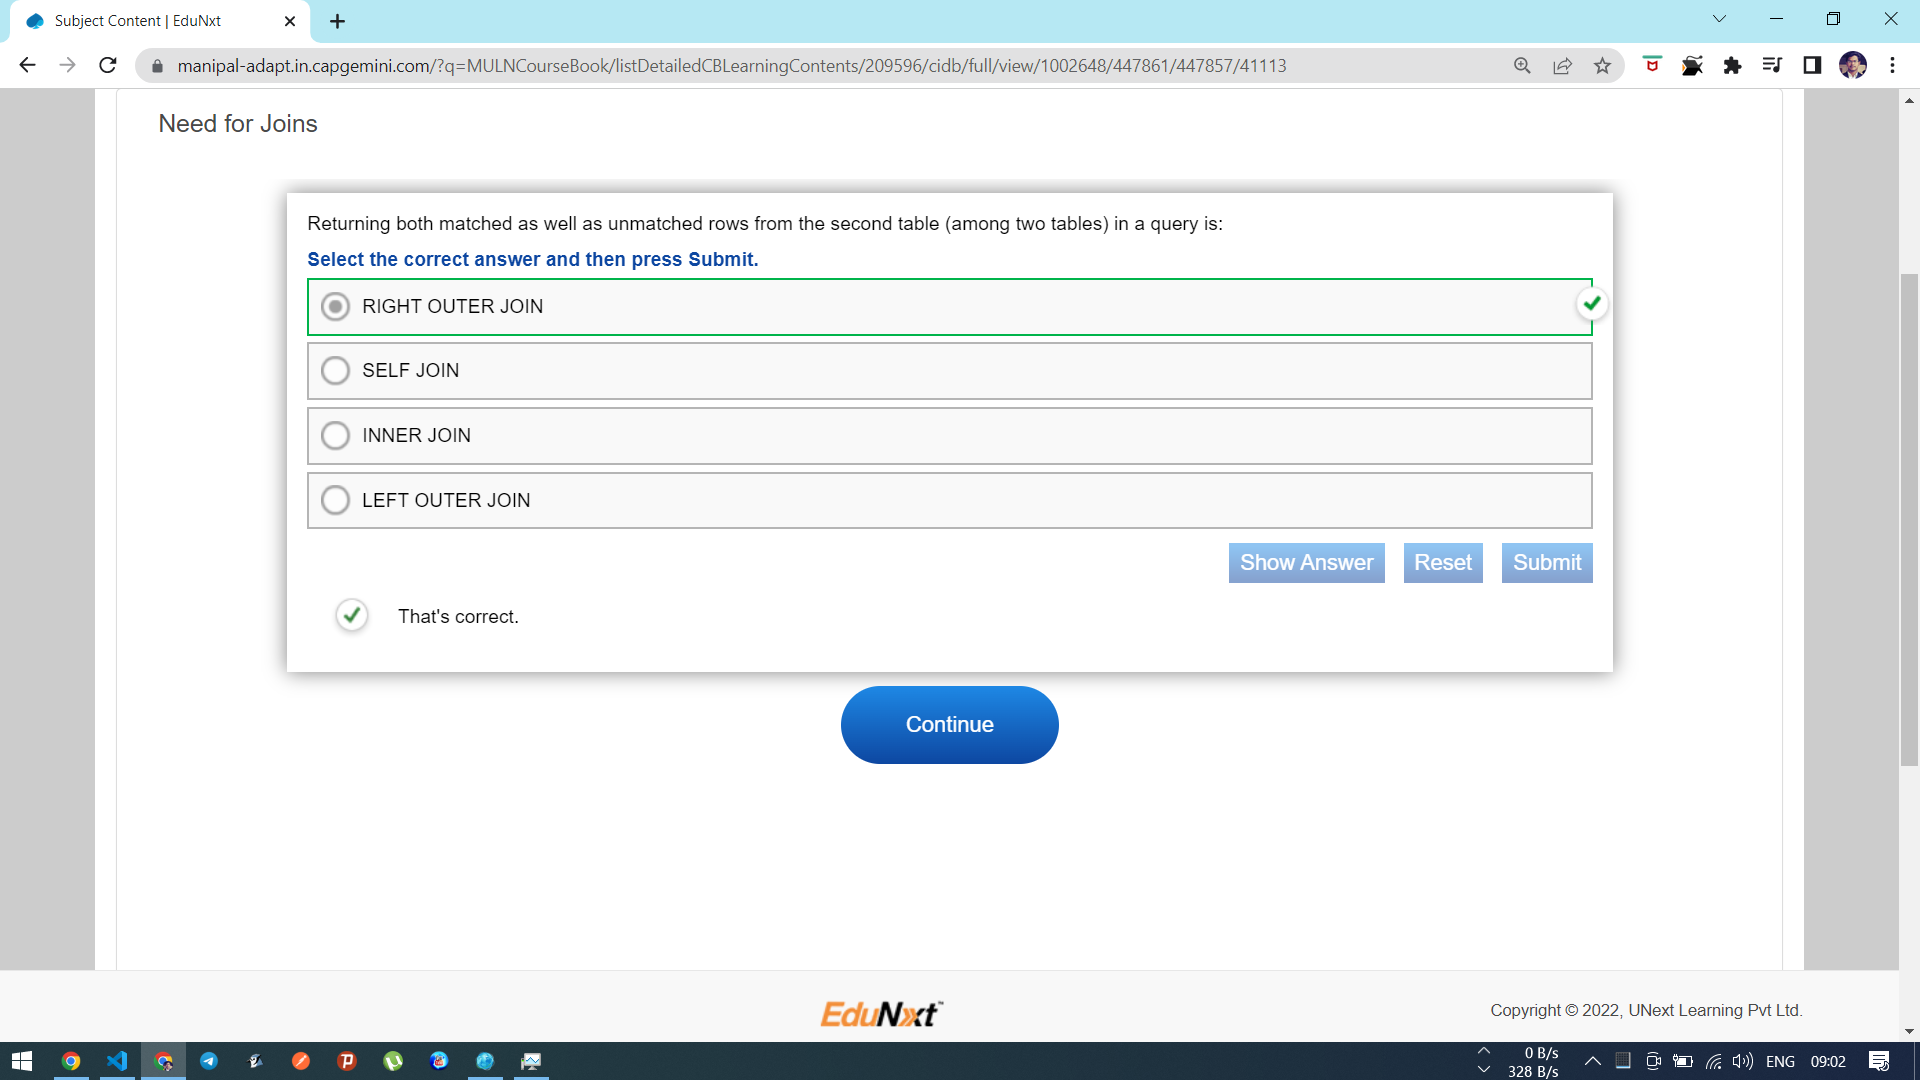 Subject Content | EduNxt
manipal-adapt.in.capgemini.com/?q=MULNCourseBook/listDetailedCBLearningContents/209596/cidb/full/view/1002648/447861/447857/41113
Need for Joins
Returning both matched as well as unmatched rows from the second table (among two tables) in a query is:
Select the correct answer and then press Submit.
RIGHT OUTER JOIN
SELF JOIN
INNER JOIN
LEFT OUTER JOIN
Show Answer Reset Submit
That's correct.
Continue
EduNxt
Copyright © 2022, UNext Learning Pvt Ltd.
0 B/s
328 B/s
ENG 09:02